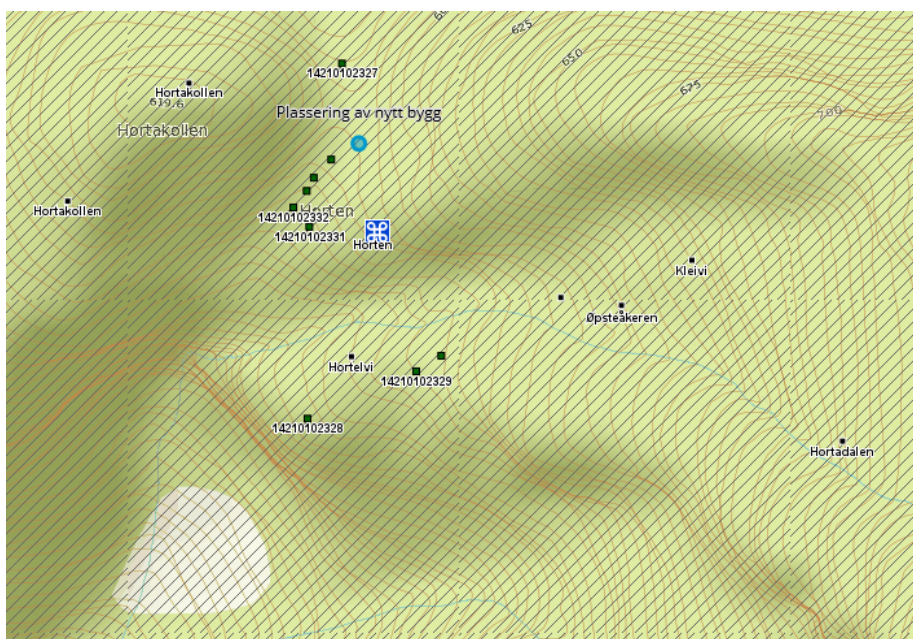 625
650
14210102327
Hortakollen
675
619.6
Plassering av nytt bygg
700
Hortakollen
Hortakollen
Horten
14210102332
14210102331
Horten
Kleivi
Øpsteåkeren
Hortelvi
14210102329
14210102328
Hortadalen